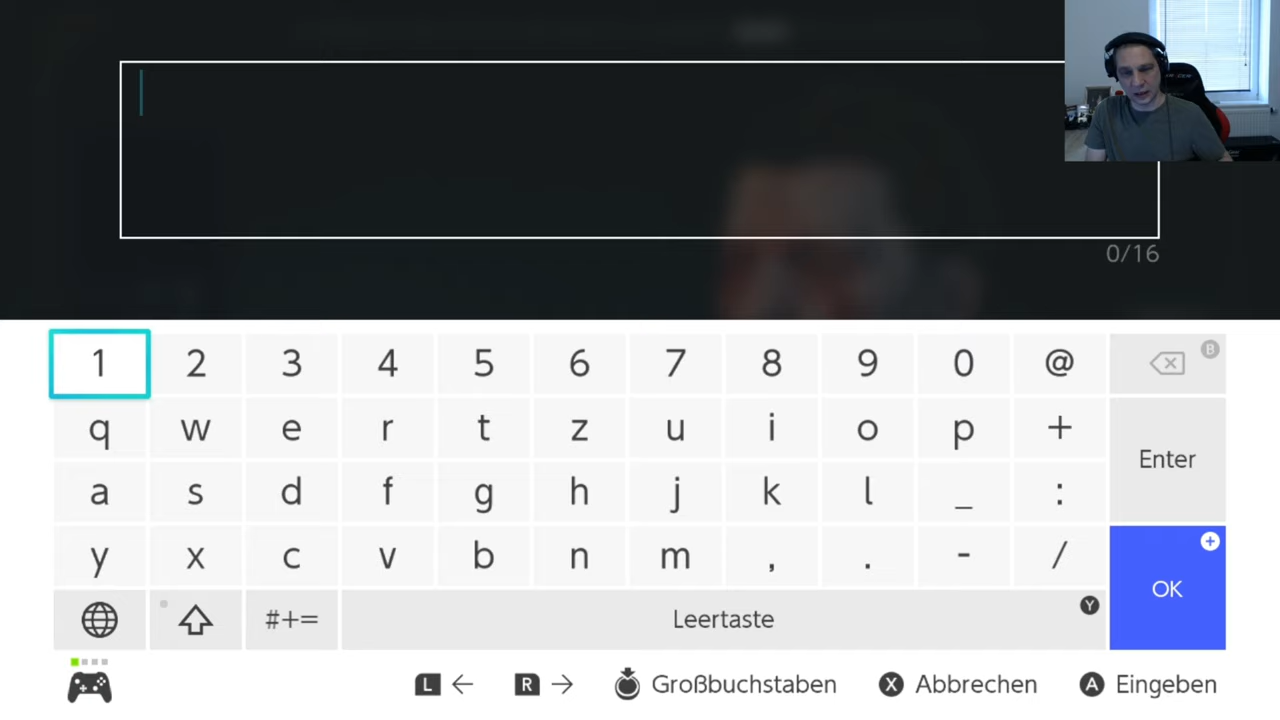 0/16
1 2 3 4 5 6 7 8 9 0 @ B
q w e r t z u i o p +
Enter
a s d f g h j k l _ :
y x c v b n m , . - /
OK
#+= Leertaste Y
L ← R → Großbuchstaben X Abbrechen A Eingeben